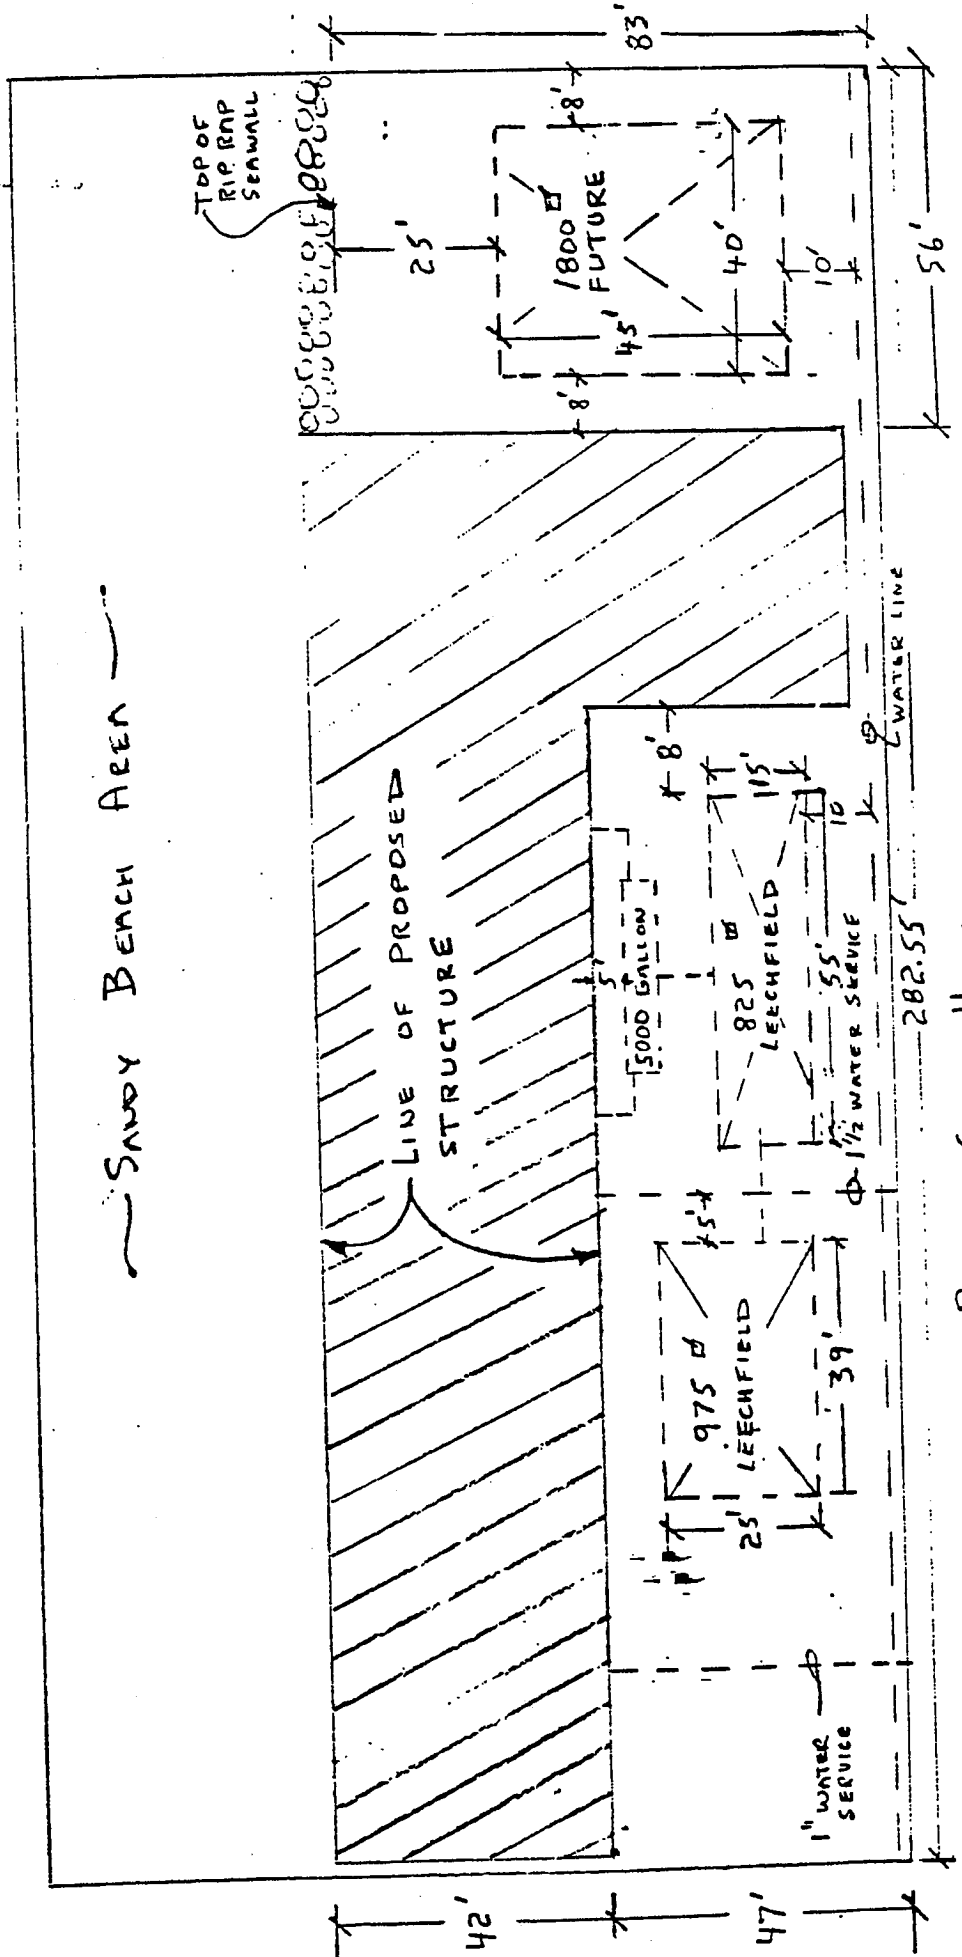 ~ SANDY BEACH AREA ~
TOP OF
RIP RAP
SEAWALL
83'
25'
8'
1800
FUTURE
45'
40'
8'
10'
56'
LINE OF PROPOSED
STRUCTURE
8'
5'
5000 GALLON
825
LEECHFIELD
15'
55'
10
1 1/2 WATER SERVICE
WATER LINE
282.55'
5'
975
LEECHFIELD
25'
39'
1" WATER
SERVICE
42'
47'